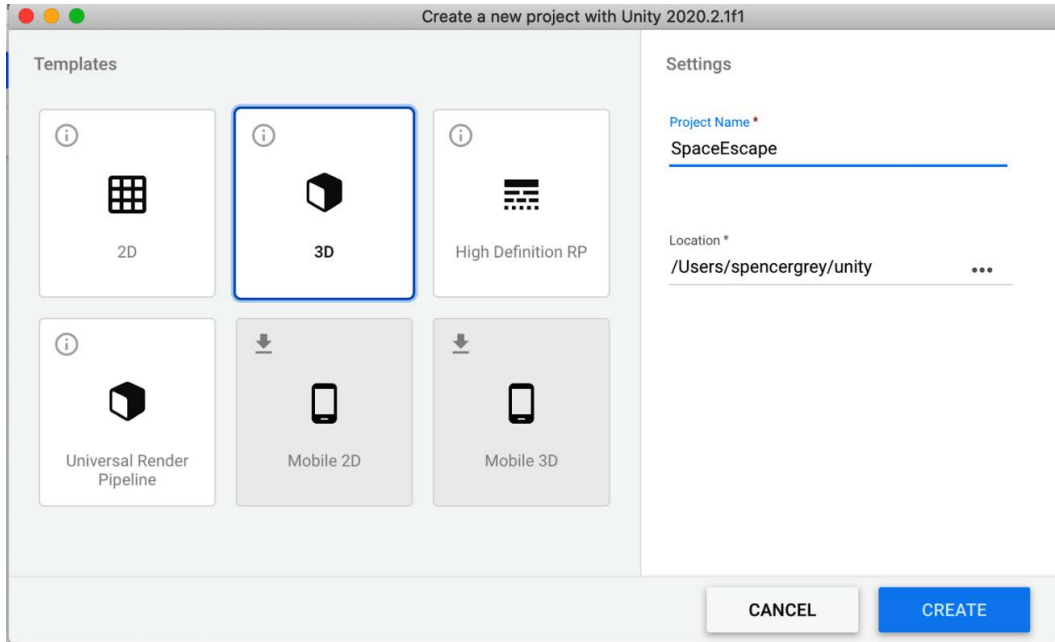 Create a new project with Unity 2020.2.1f1
Templates
2D
3D
High Definition RP
Universal Render
Pipeline
Mobile 2D
Mobile 3D
Settings
Project Name *
SpaceEscape
Location *
/Users/spencergrey/unity
CANCEL
CREATE